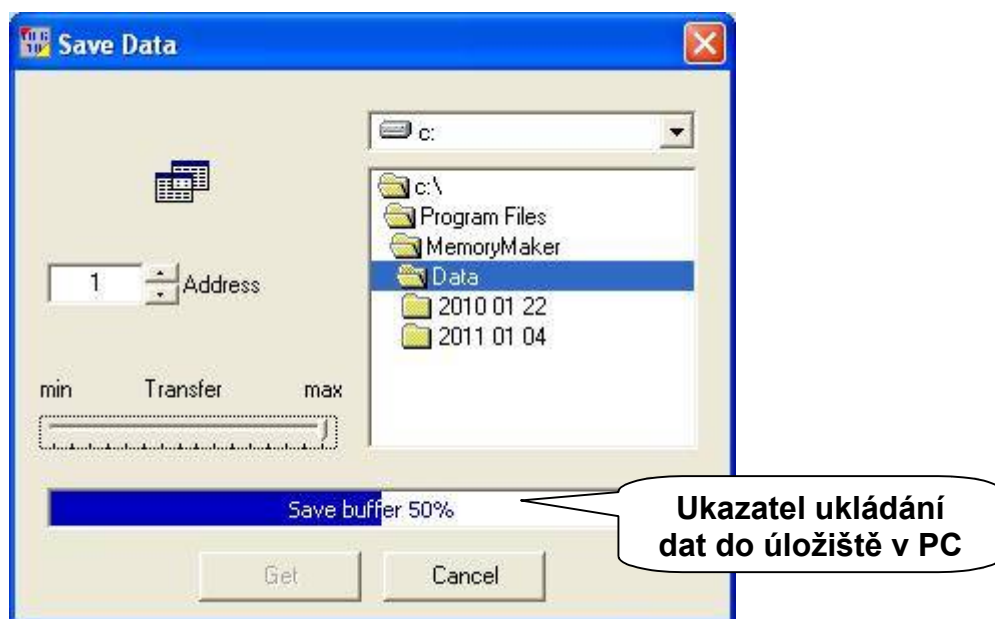 Save Data
c:
c:\
Program Files
MemoryMaker
Data
2010 01 22
2011 01 04
1 Address
min Transfer max
Save buffer 50%
Ukazatel ukládání
dat do úložiště v PC
Get Cancel